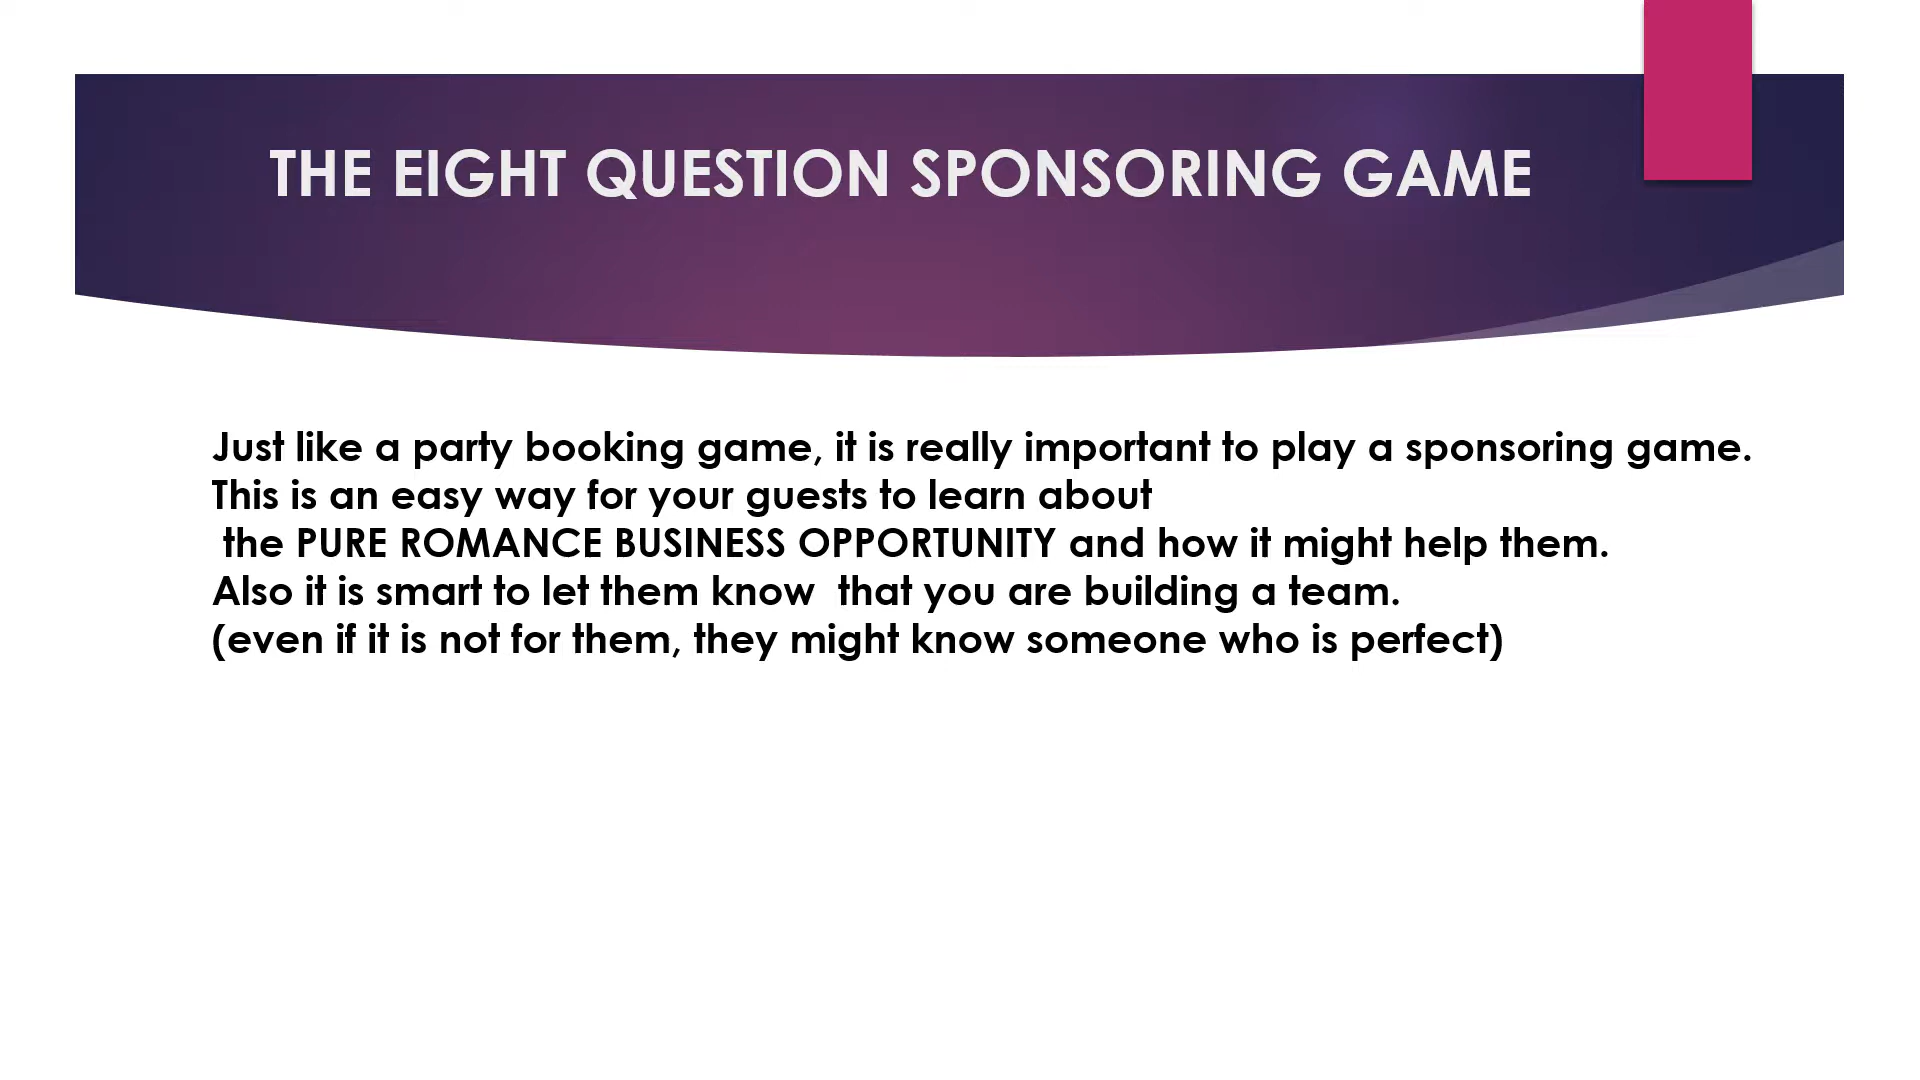 THE EIGHT QUESTION SPONSORING GAME
Just like a party booking game, it is really important to play a sponsoring game.
This is an easy way for your guests to learn about
the PURE ROMANCE BUSINESS OPPORTUNITY and how it might help them.
Also it is smart to let them know  that you are building a team.
(even if it is not for them, they might know someone who is perfect)